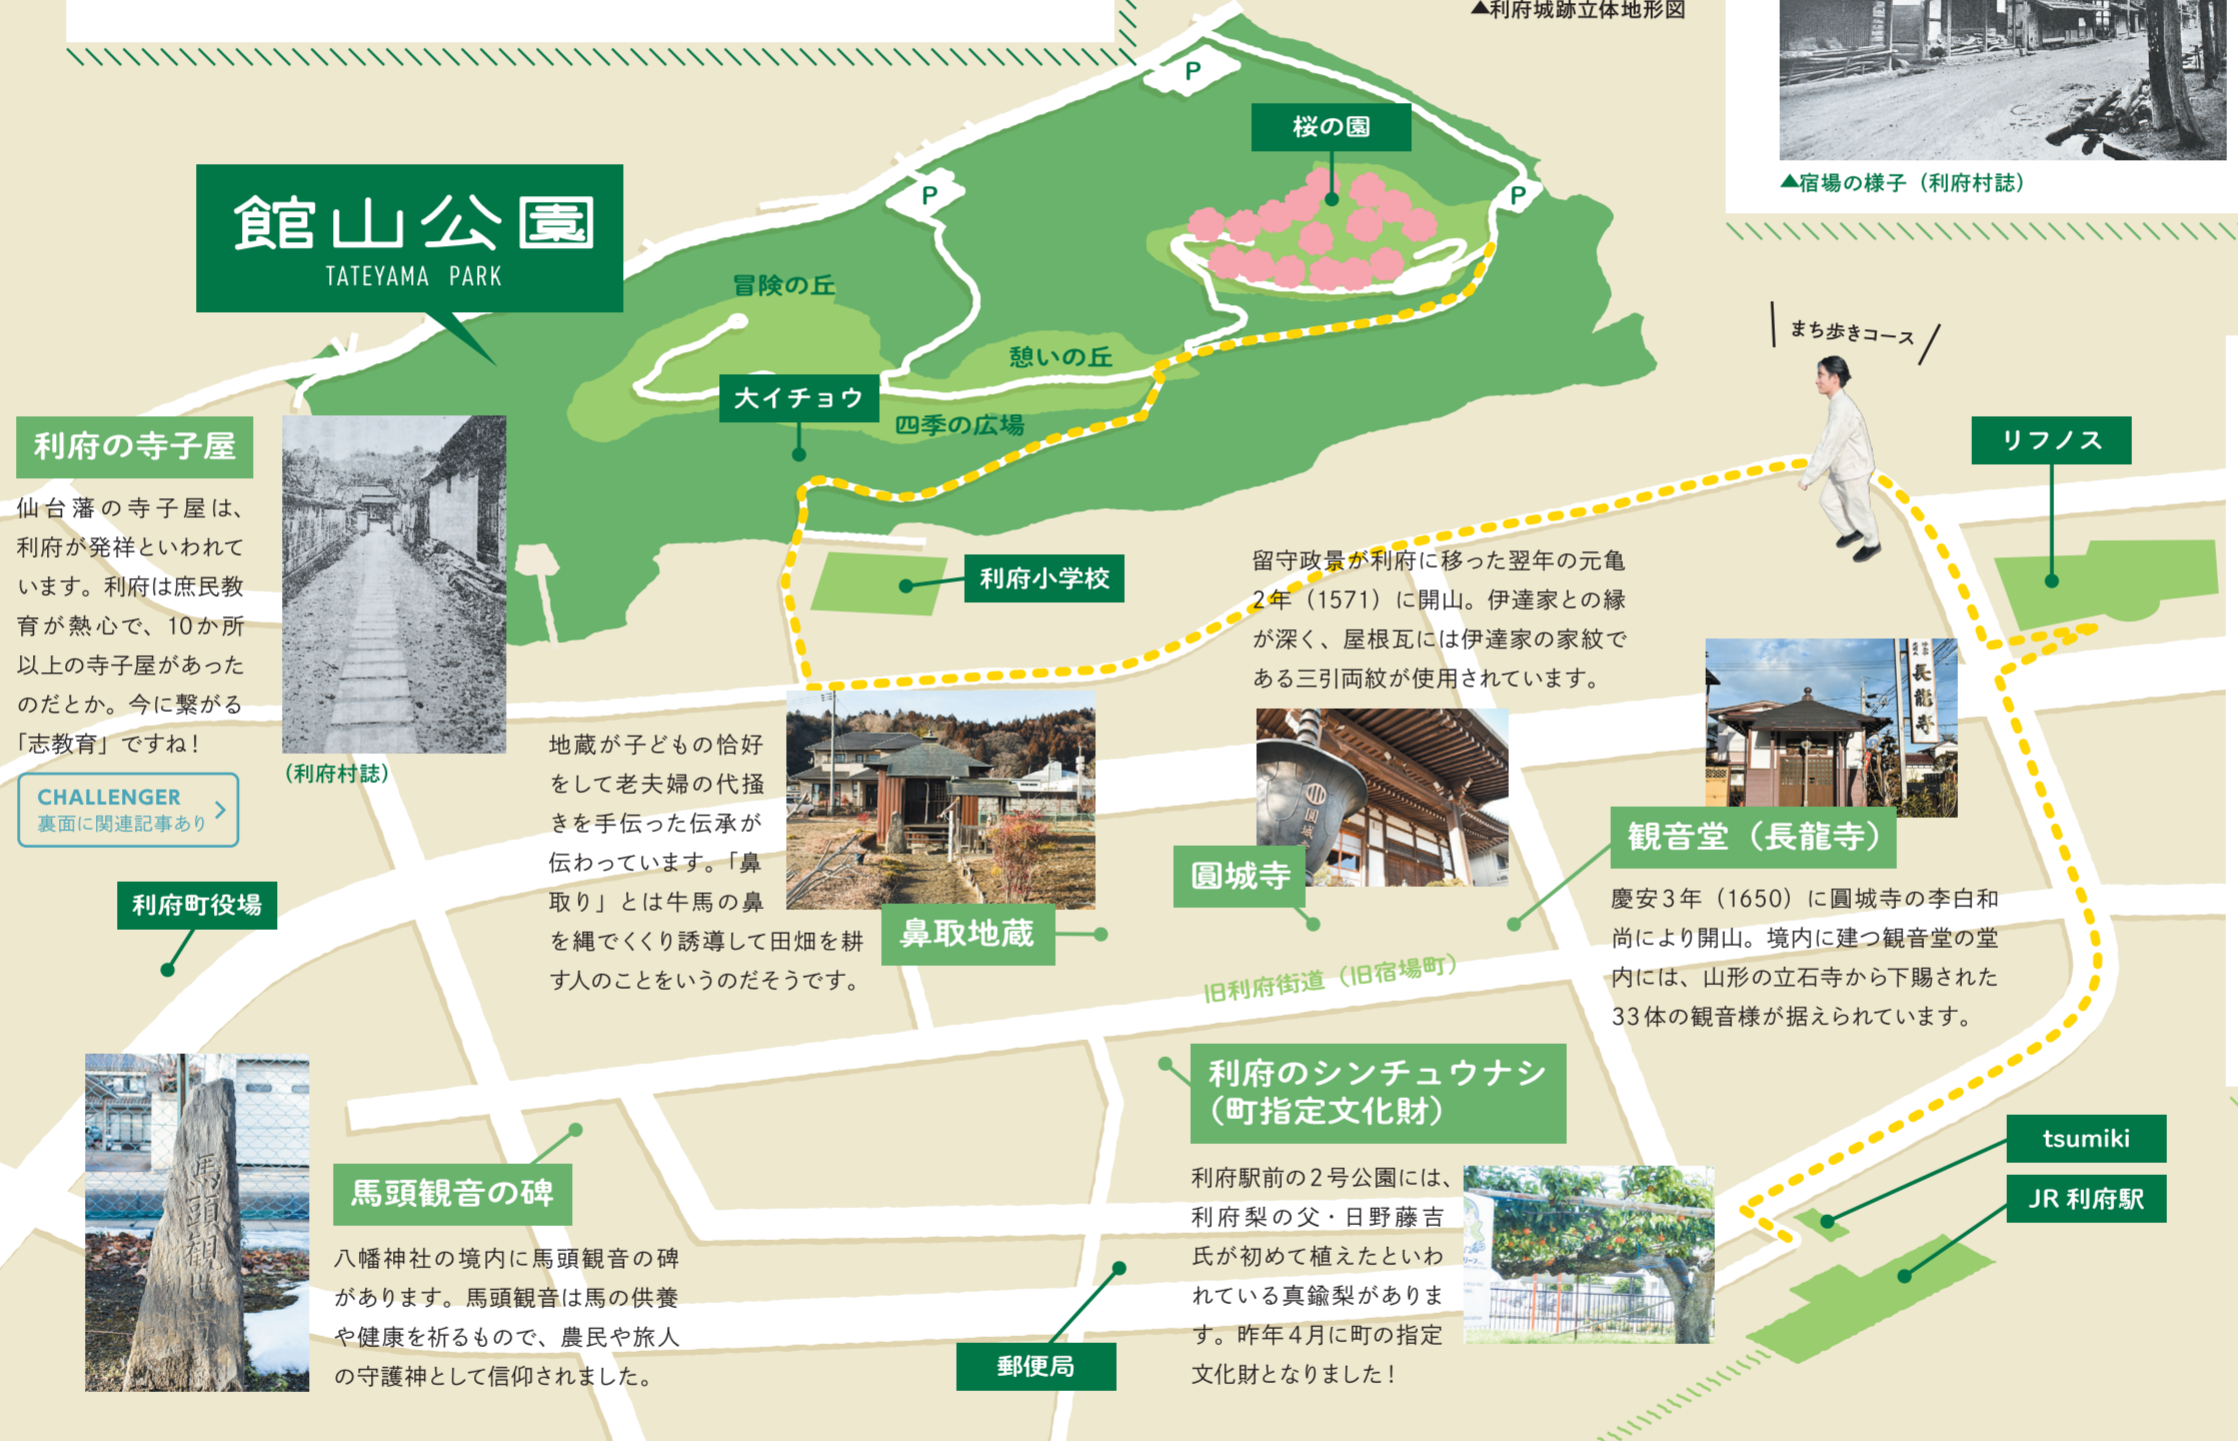 ▲利府城跡立体地形図
▲宿場の様子（利府村誌）
P
P
P
桜の園
館山公園
TATEYAMA PARK
冒険の丘
憩いの丘
大イチョウ
四季の広場
まち歩きコース
リフノス
利府小学校
利府の寺子屋
仙台藩の寺子屋は、
利府が発祥といわれて
います。利府は庶民教
育が熱心で、10か所
以上の寺子屋があった
のだとか。今に繋がる
「志教育」ですね！
（利府村誌）
CHALLENGER
裏面に関連記事あり
利府町役場
地蔵が子どもの恰好
をして老夫婦の代掻
きを手伝った伝承が
伝わっています。「鼻
取り」とは牛馬の鼻
を縄でくくり誘導して田畑を耕
す人のことをいうのだそうです。
鼻取地蔵
留守政景が利府に移った翌年の元亀
2年（1571）に開山。伊達家との縁
が深く、屋根瓦には伊達家の家紋で
ある三引両紋が使用されています。
圓城
圓城寺
長龍寺
観音堂（長龍寺）
慶安3年（1650）に圓城寺の李白和
尚により開山。境内に建つ観音堂の堂
内には、山形の立石寺から下賜された
33体の観音様が据えられています。
旧利府街道（旧宿場町）
馬頭観世
馬頭観音の碑
八幡神社の境内に馬頭観音の碑
があります。馬頭観音は馬の供養
や健康を祈るもので、農民や旅人
の守護神として信仰されました。
利府のシンチュウナシ
（町指定文化財）
利府駅前の2号公園には、
利府梨の父・日野藤吉
氏が初めて植えたといわ
れている真鍮梨がありま
す。昨年4月に町の指定
文化財となりました！
郵便局
tsumiki
JR 利府駅